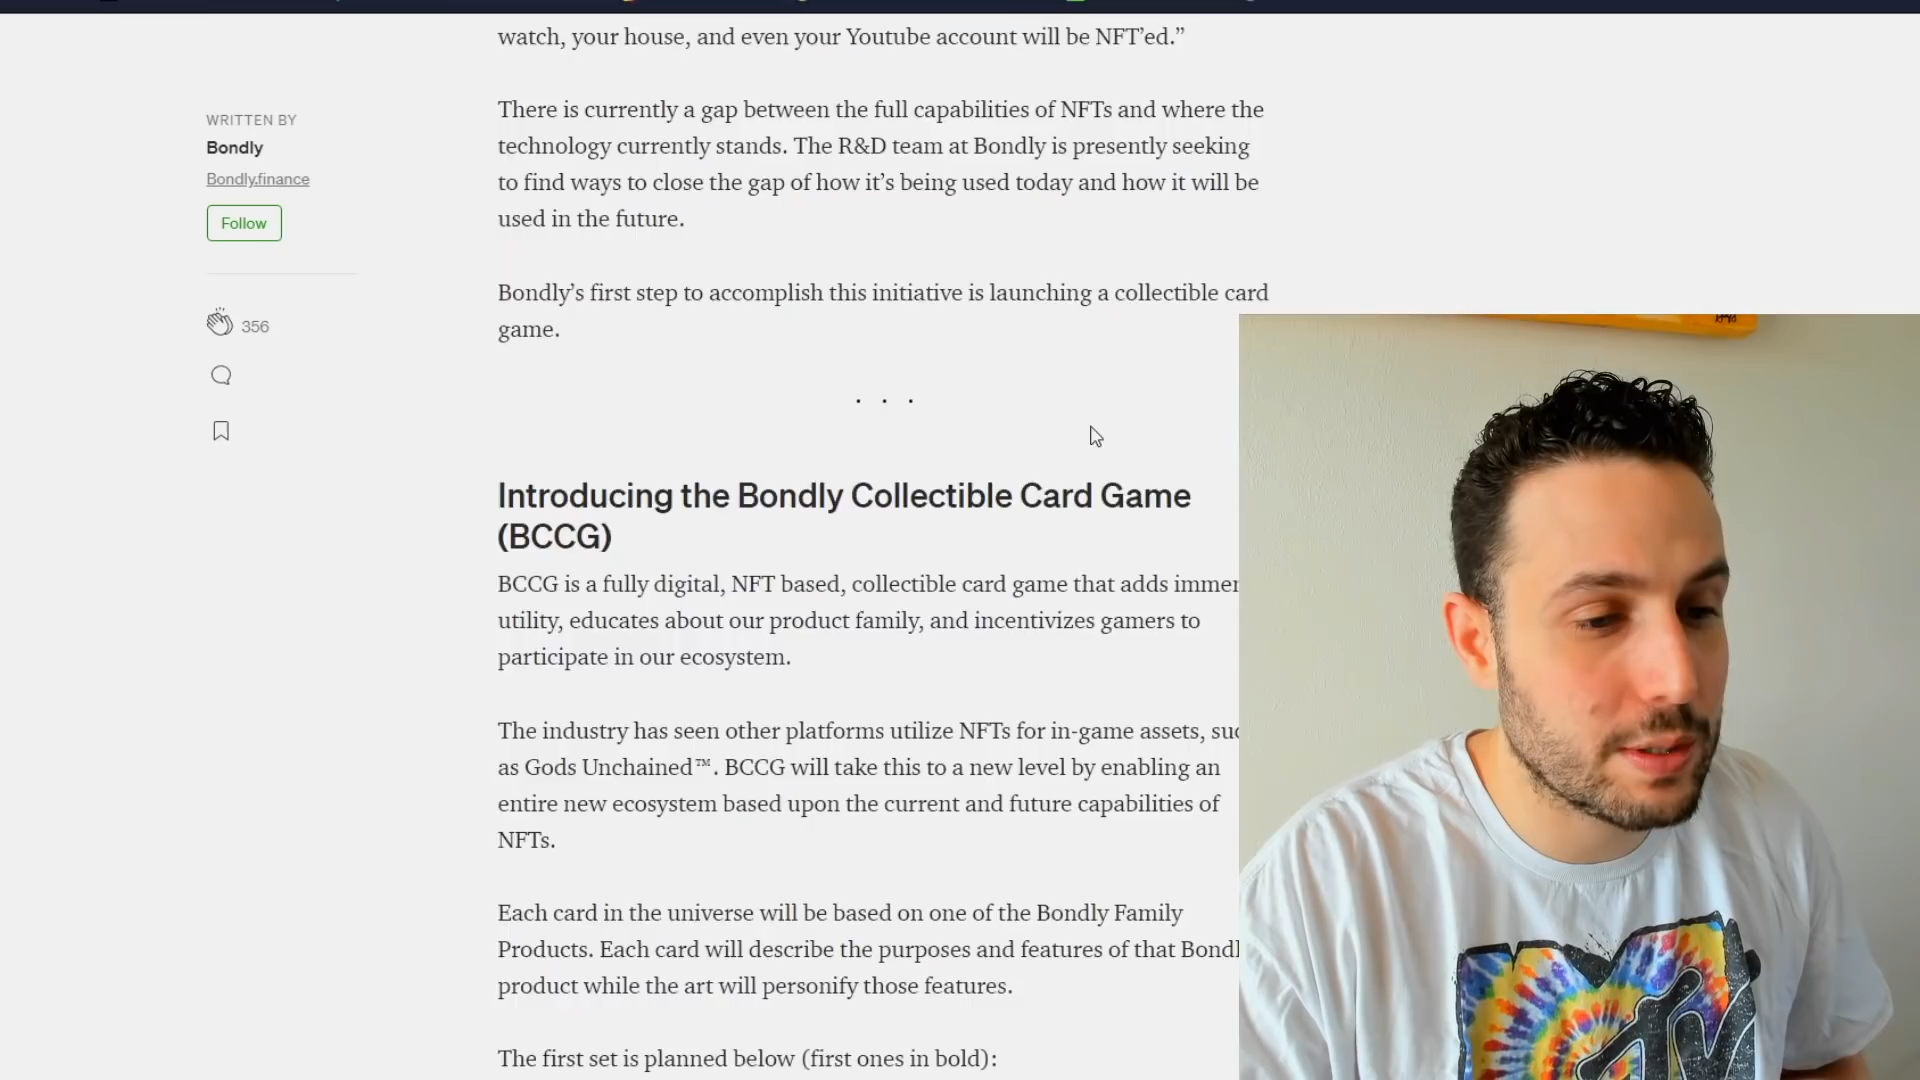 watch, your house, and even your Youtube account will be NFT’ed.”
WRITTEN BY
Bondly
Bondly.finance
Follow
356
There is currently a gap between the full capabilities of NFTs and where the
technology currently stands. The R&D team at Bondly is presently seeking
to find ways to close the gap of how it’s being used today and how it will be
used in the future.
Bondly’s first step to accomplish this initiative is launching a collectible card
game.
. . .
Introducing the Bondly Collectible Card Game
(BCCG)
BCCG is a fully digital, NFT based, collectible card game that adds
utility, educates about our product family, and incentivizes gamers to
participate in our ecosystem.
The industry has seen other platforms utilize NFTs for in-game assets,
as Gods Unchained™. BCCG will take this to a new level by enabling an
entire new ecosystem based upon the current and future capabilities of
NFTs.
Each card in the universe will be based on one of the Bondly Family
Products. Each card will describe the purposes and features of that
product while the art will personify those features.
The first set is planned below (first ones in bold):